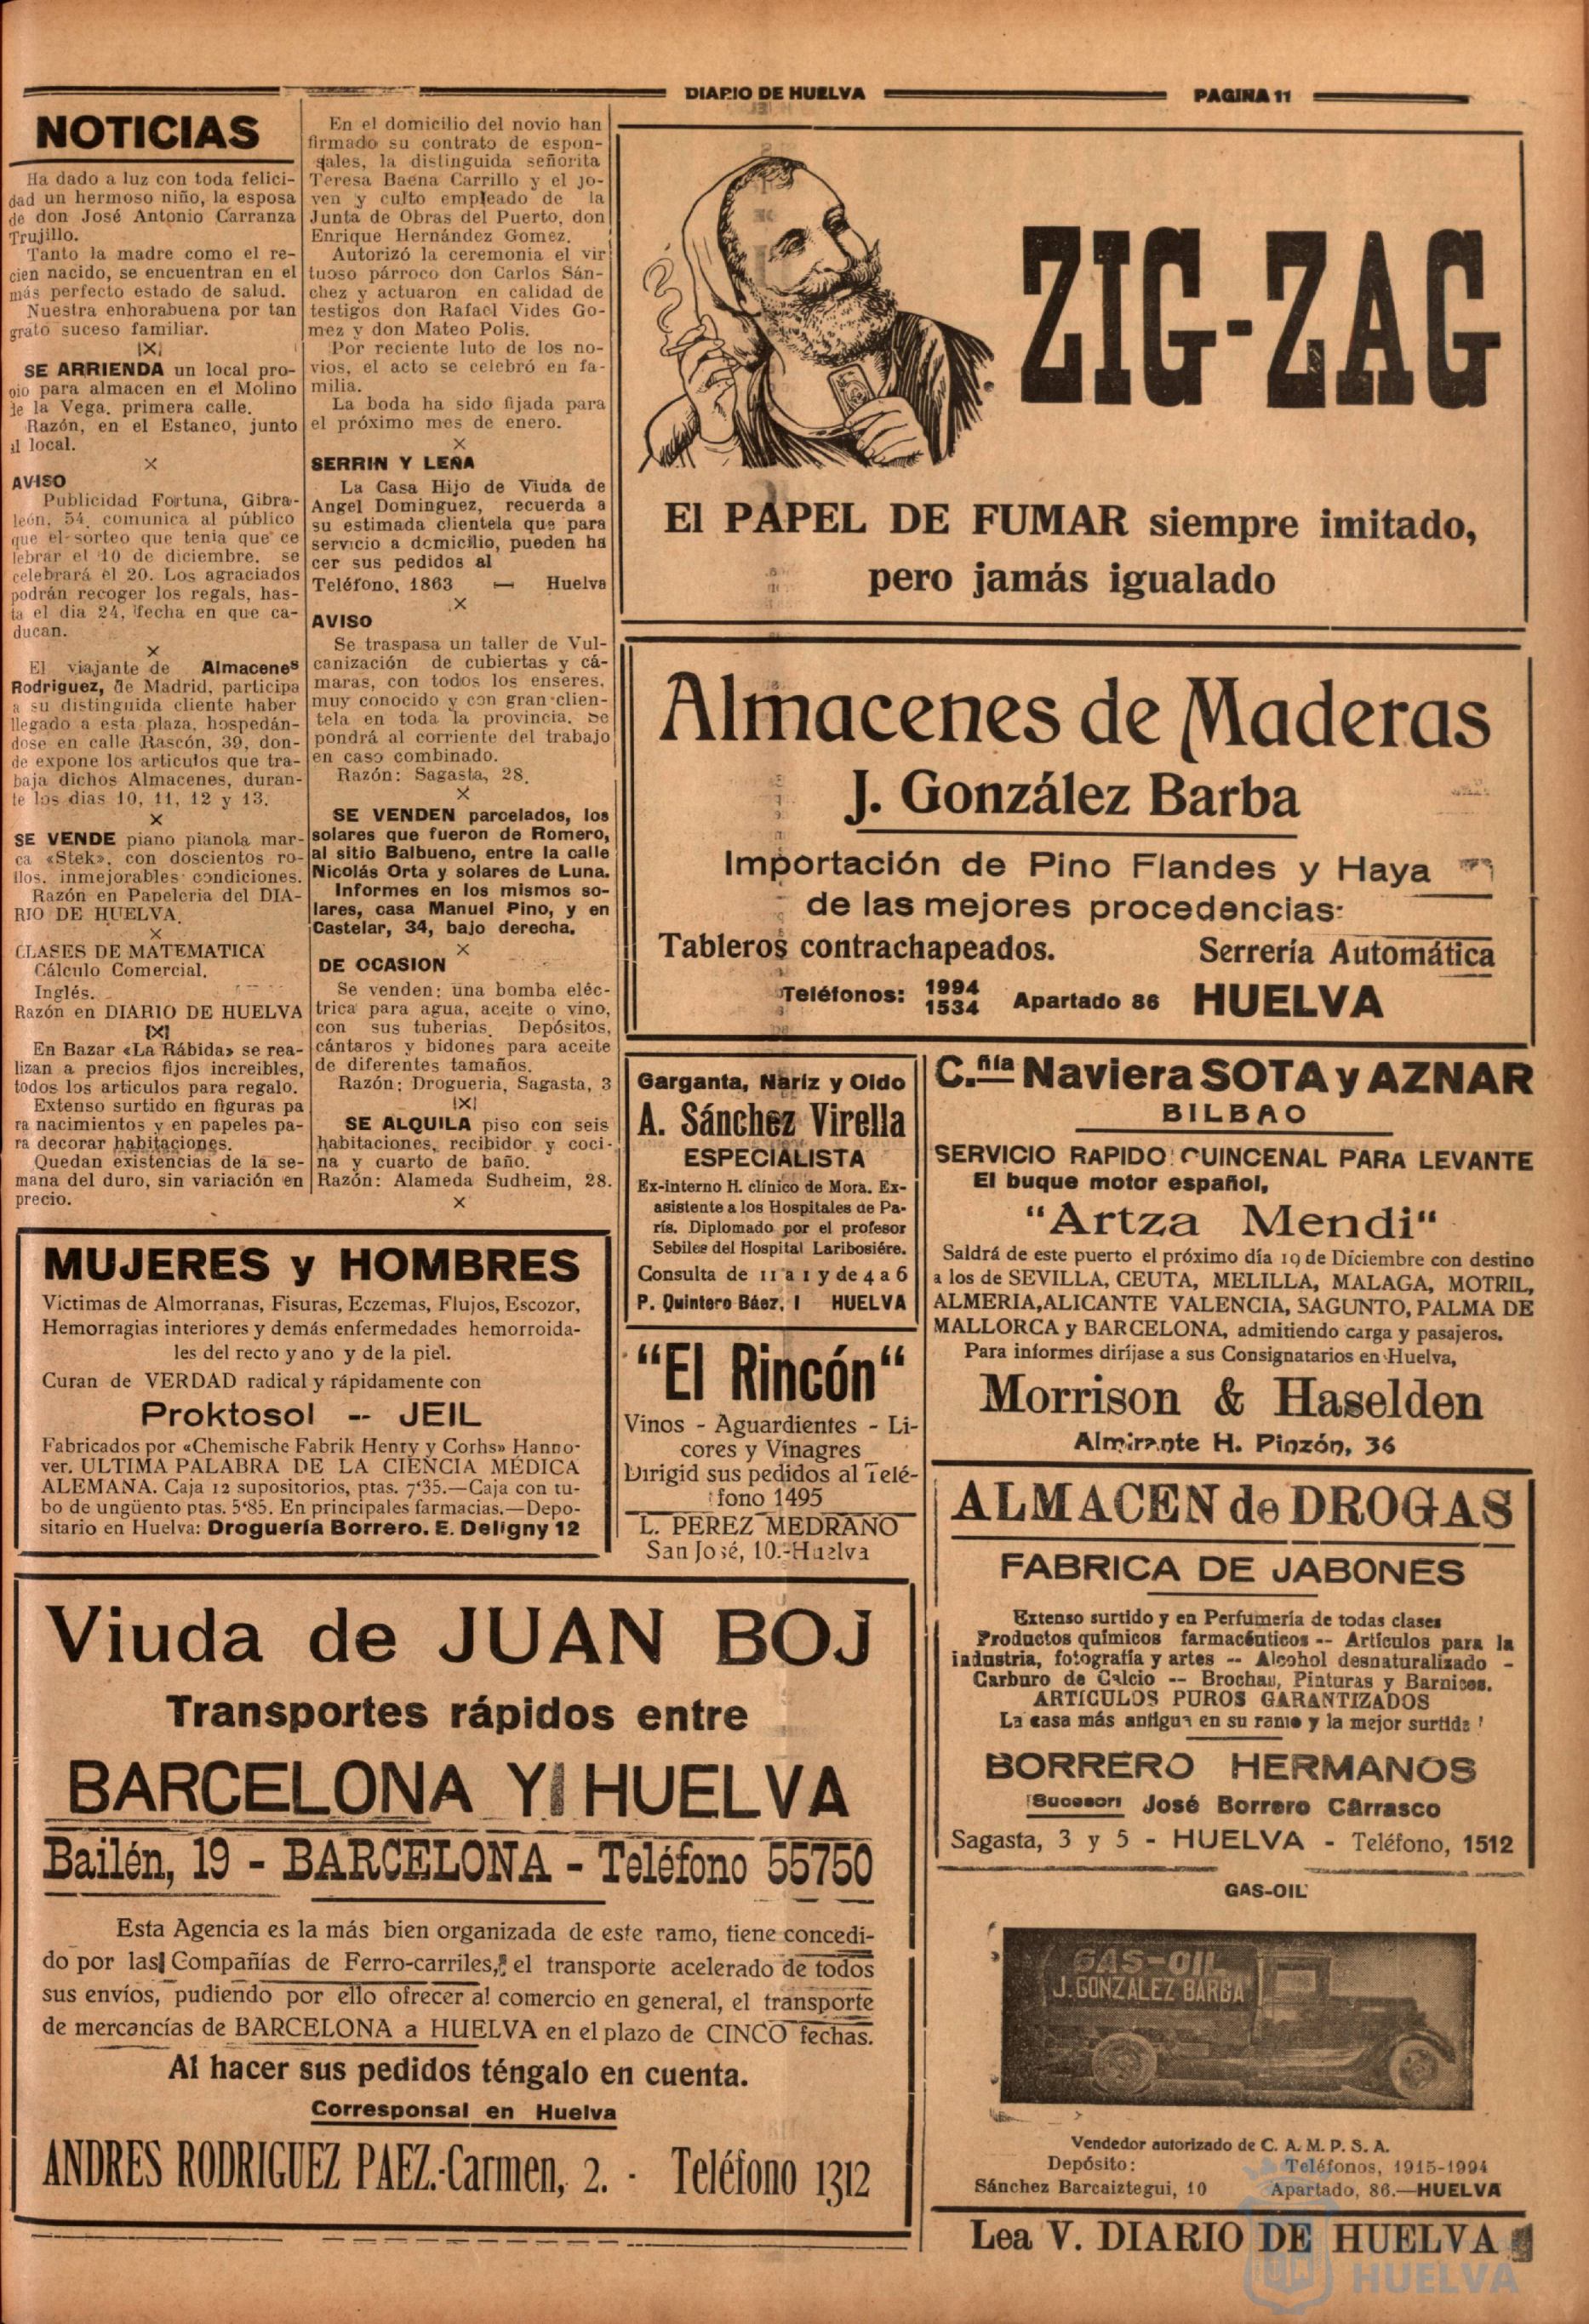 DIARIO DE HUELVA
PAGINA 11
NOTICIAS
Ha dado a luz con toda felici-
dad un hermoso niño, la esposa
de don José Antonio Carranza
Trujillo.
Tanto la madre como el re-
cien nacido, se encuentran en el
más perfecto estado de salud.
Nuestra enhorabuena por tan
grato suceso familiar.
SE ARRIENDA un local pro-
pio para almacen en el Molino
de la Vega, primera calle.
Razón, en el Estanco, junto
al local.
AVISO
Publicidad Fortuna, Gibra-
león, 54, comunica al público
que el sorteo que tenia que ce
lebrar el 10 de diciembre, se
celebrará el 20. Los agraciados
podrán recoger los regals, has-
ta el dia 24, fecha en que ca-
ducan.
El viajante de Almacenes
Rodriguez, de Madrid, participa
a su distinguida cliente haber
llegado a esta plaza, hospedán-
dose en calle Rascón, 39, don-
de expone los articulos que tra-
baja dichos Almacenes, duran-
te los dias 10, 11, 12 y 13.
SE VENDE piano pianola mar-
ca «Stek», con doscientos ro-
llos, inmejorables condiciones.
Razón en Papeleria del DIA-
RIO DE HUELVA.
CLASES DE MATEMATICA
Cálculo Comercial.
Inglés.
Razón en DIARIO DE HUELVA
En Bazar «La Rábida» se rea-
lizan a precios fijos increibles,
todos los articulos para regalo.
Extenso surtido en figuras pa
ra nacimientos y en papeles pa-
ra decorar habitaciones.
Quedan existencias de la se-
mana del duro, sin variación en
precio.
En el domicilio del novio han
firmado su contrato de espon-
sales, la distinguida señorita
Teresa Baena Carrillo y el jo-
ven y culto empleado de la
Junta de Obras del Puerto, don
Enrique Hernández Gomez.
Autorizó la ceremonia el vir
tuoso párroco don Carlos Sán-
chez y actuaron en calidad de
testigos don Rafael Vides Go-
mez y don Mateo Polis.
Por reciente luto de los no-
vios, el acto se celebró en fa-
milia.
La boda ha sido fijada para
el próximo mes de enero.
SERRIN Y LEÑA
La Casa Hijo de Viuda de
Angel Dominguez, recuerda a
su estimada clientela que para
servicio a domicilio, pueden ha
cer sus pedidos al
Teléfono, 1863 — Huelva
AVISO
Se traspasa un taller de Vul-
canización de cubiertas y cá-
maras, con todos los enseres,
muy conocido y con gran clien-
tela en toda la provincia. Se
pondrá al corriente del trabajo
en caso combinado.
Razón: Sagasta, 28.
SE VENDEN parcelados, los
solares que fueron de Romero,
al sitio Balbueno, entre la calle
Nicolás Orta y solares de Luna.
Informes en los mismos so-
lares, casa Manuel Pino, y en
Castelar, 34, bajo derecha.
DE OCASION
Se venden: una bomba eléc-
trica para agua, aceite o vino,
con sus tuberias. Depósitos,
cántaros y bidones para aceite
de diferentes tamaños.
Razón: Drogueria, Sagasta, 3
SE ALQUILA piso con seis
habitaciones, recibidor y coci-
na y cuarto de baño.
Razón: Alameda Sudheim, 28.
ZIG-ZAG
El PAPEL DE FUMAR siempre imitado,
pero jamás igualado
Almacenes de Maderas
J. González Barba
Importación de Pino Flandes y Haya
de las mejores procedencias:
Tableros contrachapeados. Serrería Automática
Teléfonos: 1994
1534 Apartado 86 HUELVA
Garganta, Nariz y Oldo
A. Sánchez Virella
ESPECIALISTA
Ex-interno H. clínico de Mora. Ex-
asistente a los Hospitales de Pa-
rís. Diplomado por el profesor
Sebiles del Hospital Laribosiére.
Consulta de 11 a 1 y de 4 a 6
P. Quintero Báez, 1 HUELVA
"El Rincón"
Vinos - Aguardientes - Li-
cores y Vinagres
Dirigid sus pedidos al Telé-
fono 1495
L. PEREZ MEDRANO
San José, 10.-Huelva
C.ñía Naviera SOTA y AZNAR
BILBAO
SERVICIO RAPIDO QUINCENAL PARA LEVANTE
El buque motor español,
"Artza Mendi"
Saldrá de este puerto el próximo día 19 de Diciembre con destino
a los de SEVILLA, CEUTA, MELILLA, MALAGA, MOTRIL,
ALMERIA, ALICANTE VALENCIA, SAGUNTO, PALMA DE
MALLORCA y BARCELONA, admitiendo carga y pasajeros.
Para informes diríjase a sus Consignatarios en Huelva,
Morrison & Haselden
Almirante H. Pinzón, 36
MUJERES y HOMBRES
Victimas de Almorranas, Fisuras, Eczemas, Flujos, Escozor,
Hemorragias interiores y demás enfermedades hemorroida-
les del recto y ano y de la piel.
Curan de VERDAD radical y rápidamente con
Proktosol -- JEIL
Fabricados por «Chemische Fabrik Henry y Corhs» Hanno-
ver. ULTIMA PALABRA DE LA CIENCIA MÉDICA
ALEMANA. Caja 12 supositorios, ptas. 7'35.—Caja con tu-
bo de ungüento ptas. 5'85. En principales farmacias.—Depo-
sitario en Huelva: Droguería Borrero. E. Deligny 12
Viuda de JUAN BOJ
Transportes rápidos entre
BARCELONA Y HUELVA
Bailén, 19 - BARCELONA - Teléfono 55750
Esta Agencia es la más bien organizada de este ramo, tiene concedi-
do por las Compañías de Ferro-carriles, el transporte acelerado de todos
sus envíos, pudiendo por ello ofrecer al comercio en general, el transporte
de mercancías de BARCELONA a HUELVA en el plazo de CINCO fechas.
Al hacer sus pedidos téngalo en cuenta.
Corresponsal en Huelva
ANDRES RODRIGUEZ PAEZ.-Carmen, 2. - Teléfono 1312
ALMACEN de DROGAS
FABRICA DE JABONES
Extenso surtido y en Perfumería de todas clases
Productos químicos farmacéuticos -- Artículos para la
industria, fotografía y artes -- Alcohol desnaturalizado -
Carburo de Calcio -- Brochas, Pinturas y Barnices.
ARTICULOS PUROS GARANTIZADOS
La casa más antigua en su ramo y la mejor surtida
BORRERO HERMANOS
Sucesor: José Borrero Carrasco
Sagasta, 3 y 5 - HUELVA - Teléfono, 1512
GAS-OIL
GAS-OIL
J. GONZALEZ BARBA
Vendedor autorizado de C. A. M. P. S. A.
Depósito: Teléfonos, 1915-1994
Sánchez Barcaiztegui, 10 Apartado, 86.—HUELVA
Lea V. DIARIO DE HUELVA
HUELVA